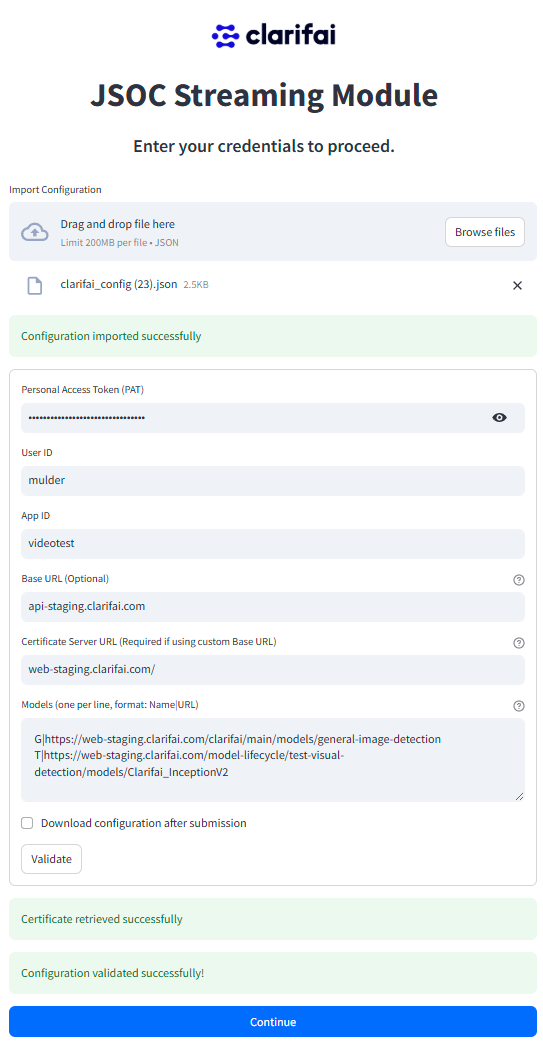 clarifai
JSOC Streaming Module
Enter your credentials to proceed.
Import Configuration
Drag and drop file here
Limit 200MB per file • JSON
Browse files
clarifai_config (23).json 2.5KB
Configuration imported successfully
Personal Access Token (PAT)
••••••••••••••••••••••••••••••••
User ID
mulder
App ID
videotest
Base URL (Optional)
api-staging.clarifai.com
Certificate Server URL (Required if using custom Base URL)
web-staging.clarifai.com/
Models (one per line, format: Name|URL)
G|https://web-staging.clarifai.com/clarifai/main/models/general-image-detection
T|https://web-staging.clarifai.com/model-lifecycle/test-visual-
detection/models/Clarifai_InceptionV2
Download configuration after submission
Validate
Certificate retrieved successfully
Configuration validated successfully!
Continue